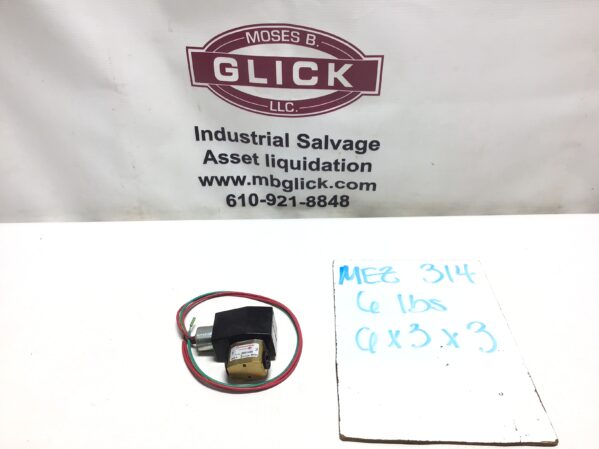 MOSES B.
GLICK
LLC.
Industrial Salvage
Asset liquidation
www.mbglick.com
610-921-8848
MEZ 314
6 lbs
6 x 3 x 3